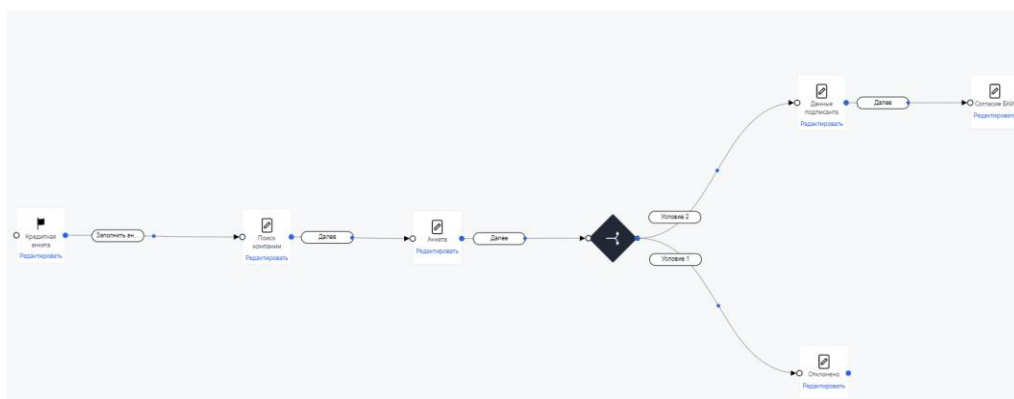 Данные
подписанта
Редактировать
Далее
Согласие БКИ
Редактировать
Кредитная
анкета
Редактировать
Заполнить ан...
Поиск
компании
Редактировать
Далее
Анкета
Редактировать
Далее
Условие 2
Условие 1
Отклонено
Редактировать